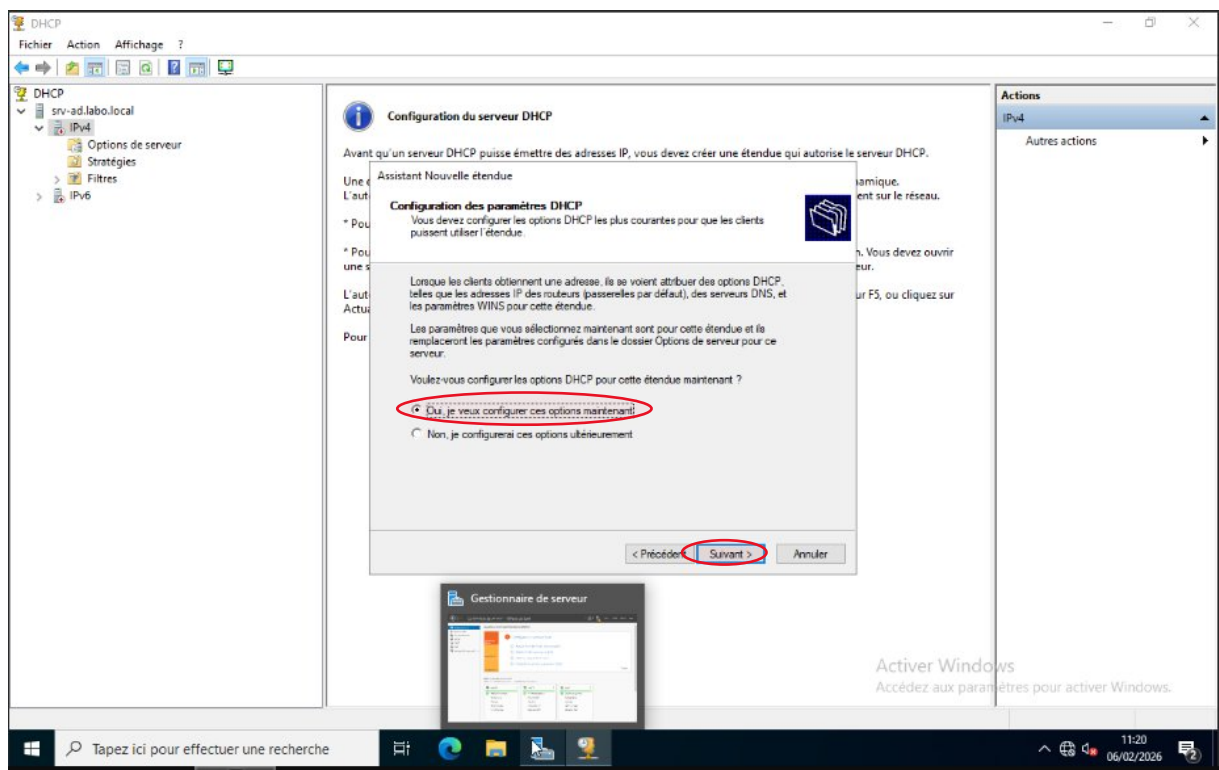 DHCP
Fichier Action Affichage ?
DHCP
srv-ad.labo.local
IPv4
Options de serveur
Stratégies
Filtres
IPv6
Configuration du serveur DHCP
Avant qu'un serveur DHCP puisse émettre des adresses IP, vous devez créer une étendue qui autorise le serveur DHCP.
Une
amique.
L'aut
ent sur le réseau.
* Pou
* Pou
n. Vous devez ouvrir
une s
eur.
L'aut
ur F5, ou cliquez sur
Actua
Pour
Assistant Nouvelle étendue
Configuration des paramètres DHCP
Vous devez configurer les options DHCP les plus courantes pour que les clients
puissent utiliser l'étendue.
Lorsque les clients obtiennent une adresse, ils se voient attribuer des options DHCP,
telles que les adresses IP des routeurs (passerelles par défaut), des serveurs DNS, et
les paramètres WINS pour cette étendue.
Les paramètres que vous sélectionnez maintenant sont pour cette étendue et ils
remplaceront les paramètres configurés dans le dossier Options de serveur pour ce
serveur.
Voulez-vous configurer les options DHCP pour cette étendue maintenant ?
Oui, je veux configurer ces options maintenant
Non, je configurerai ces options ultérieurement
< Précédent Suivant > Annuler
Actions
IPv4
Autres actions
Gestionnaire de serveur
Activer Windows
Accédez aux paramètres pour activer Windows.
Tapez ici pour effectuer une recherche
11:20
06/02/2026
2